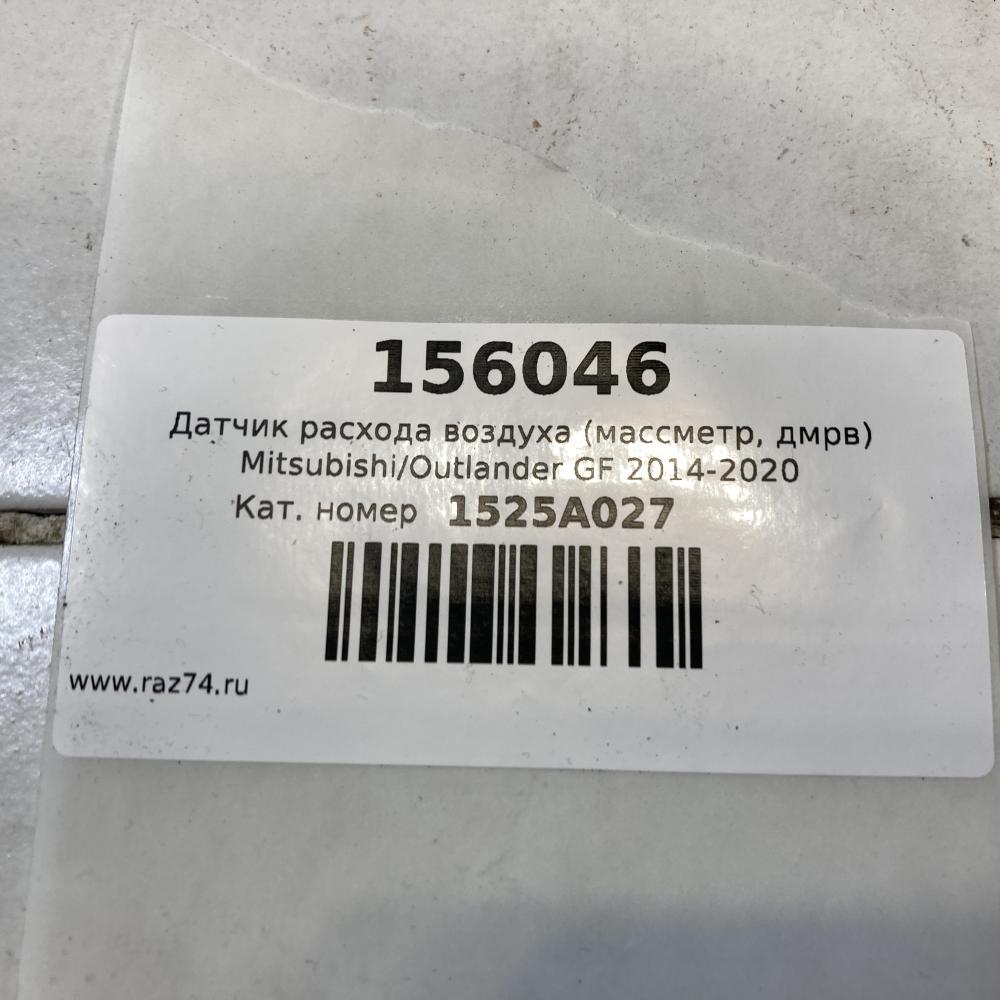 156046
Датчик расхода воздуха (массметр, дмрв)
Mitsubishi/Outlander GF 2014-2020
Кат. номер 1525A027
www.raz74.ru